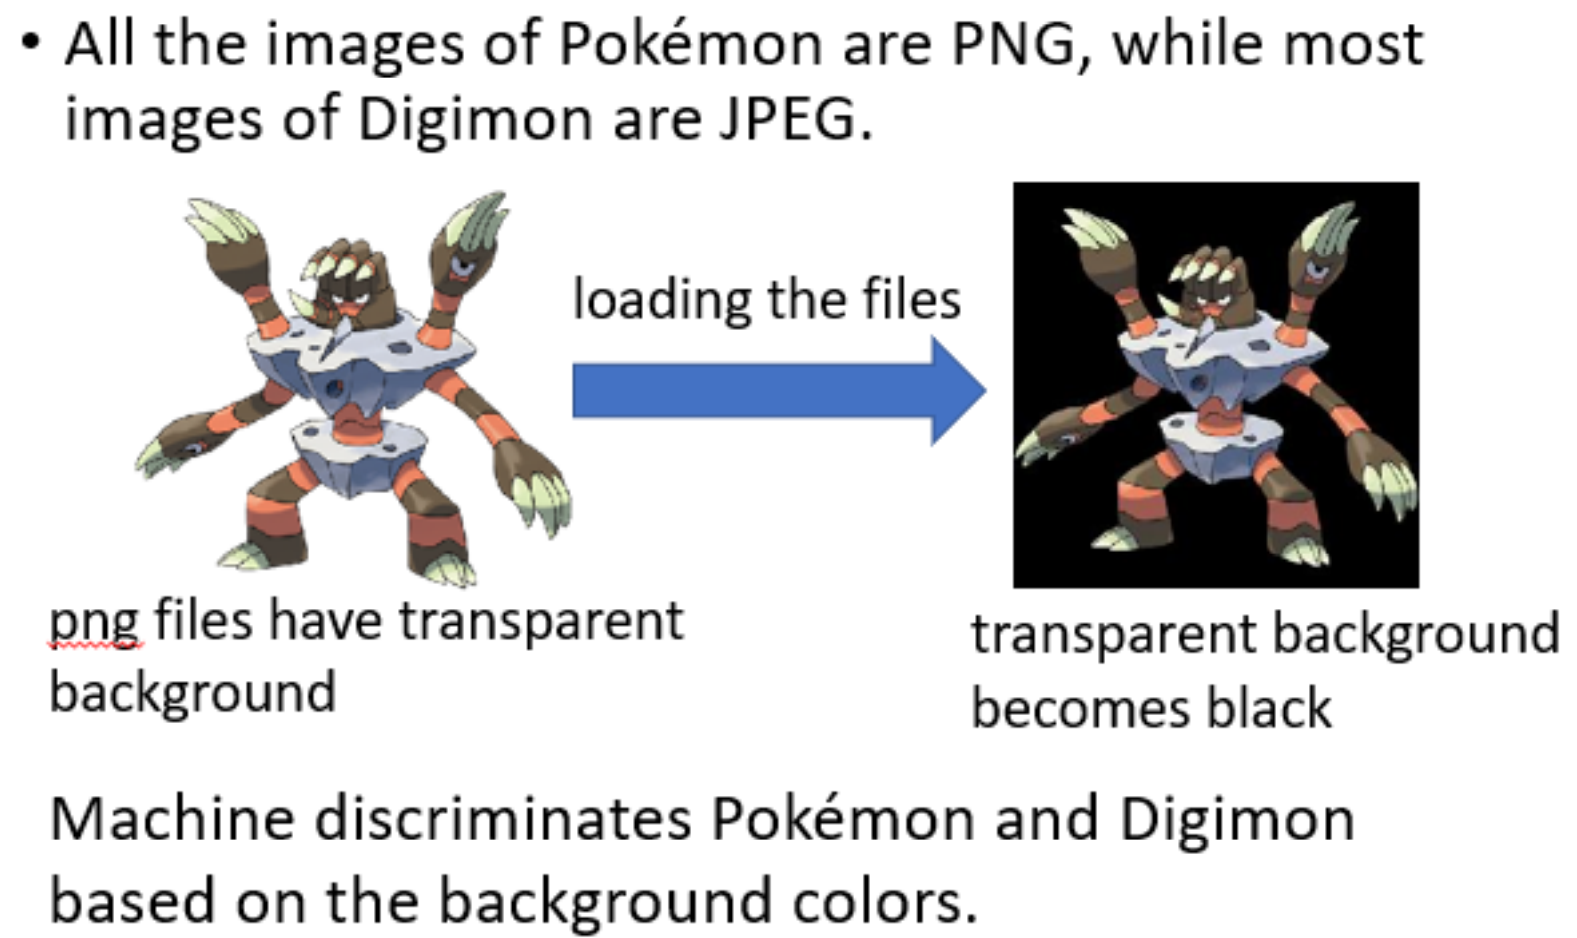 • All the images of Pokémon are PNG, while most
images of Digimon are JPEG.
loading the files
png files have transparent
background
transparent background
becomes black
Machine discriminates Pokémon and Digimon
based on the background colors.